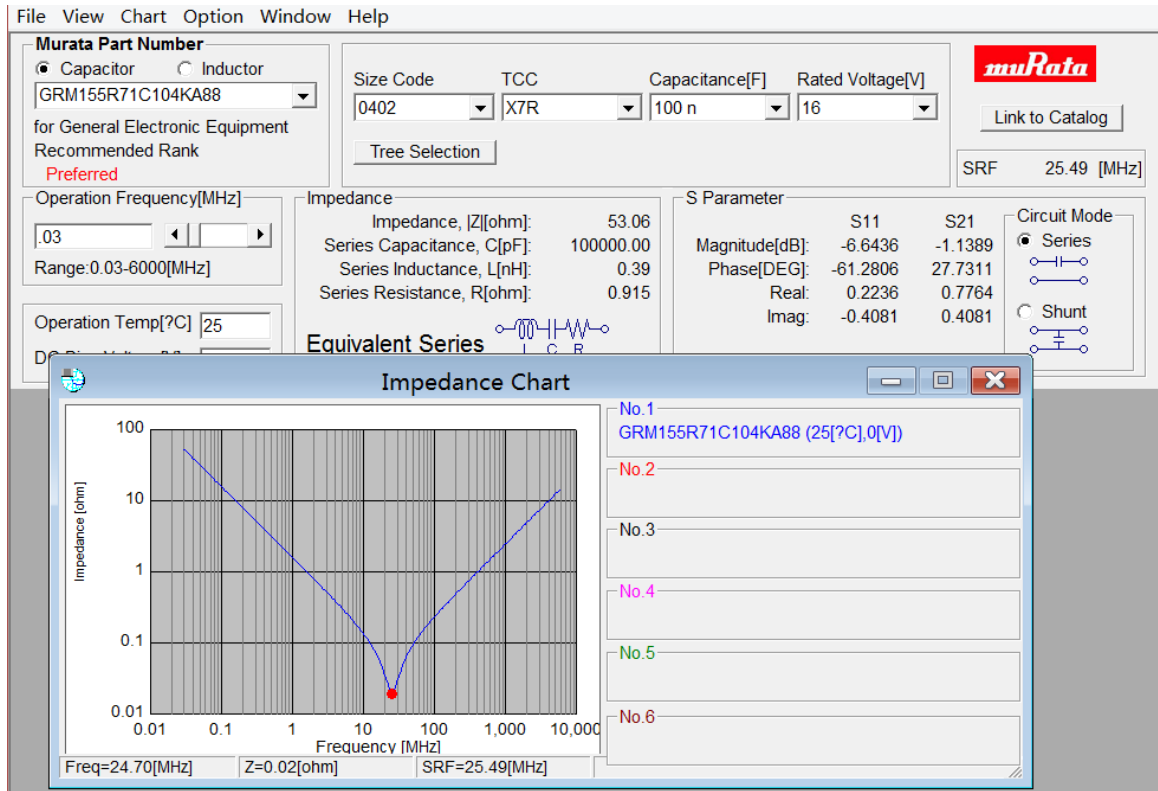 File View Chart Option Window Help
Murata Part Number
Capacitor Inductor
GRM155R71C104KA88
for General Electronic Equipment
Recommended Rank
Preferred
Size Code TCC Capacitance[F] Rated Voltage[V]
0402 X7R 100 n 16
Tree Selection
muRata
Link to Catalog
SRF 25.49 [MHz]
Operation Frequency[MHz]
.03
Range:0.03-6000[MHz]
Operation Temp[?C] 25
Impedance
Impedance, |Z|[ohm]: 53.06
Series Capacitance, C[pF]: 100000.00
Series Inductance, L[nH]: 0.39
Series Resistance, R[ohm]: 0.915
Equivalent Series
L C R
S Parameter
S11 S21
Magnitude[dB]: -6.6436 -1.1389
Phase[DEG]: -61.2806 27.7311
Real: 0.2236 0.7764
Imag: -0.4081 0.4081
Circuit Mode
Series
Shunt
Impedance Chart
Impedance [ohm]
100
10
1
0.1
0.01
0.01 0.1 1 10 100 1,000 10,000
Frequency [MHz]
No.1
GRM155R71C104KA88 (25[?C],0[V])
No.2
No.3
No.4
No.5
No.6
Freq=24.70[MHz] Z=0.02[ohm] SRF=25.49[MHz]